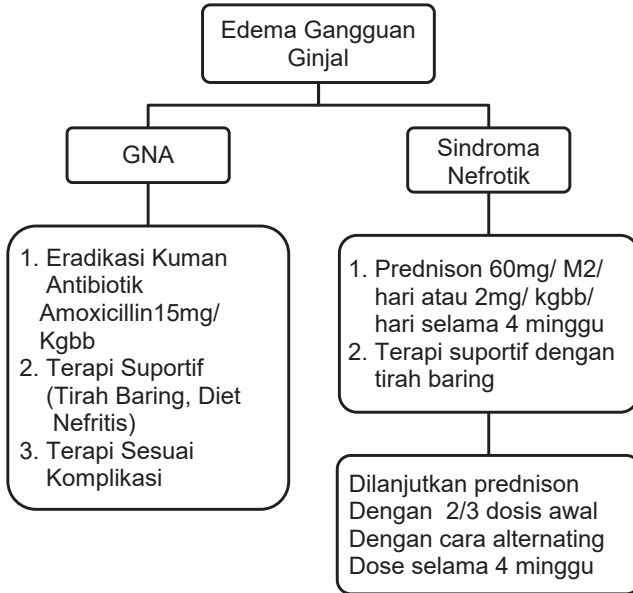 Edema Gangguan
Ginjal
GNA
Sindroma
Nefrotik
1. Eradikasi Kuman
Antibiotik
Amoxicillin15mg/
Kgbb
2. Terapi Suportif
(Tirah Baring, Diet
Nefritis)
3. Terapi Sesuai
Komplikasi
1. Prednison 60mg/ M2/
hari atau 2mg/ kgbb/
hari selama 4 minggu
2. Terapi suportif dengan
tirah baring
Dilanjutkan prednison
Dengan 2/3 dosis awal
Dengan cara alternating
Dose selama 4 minggu